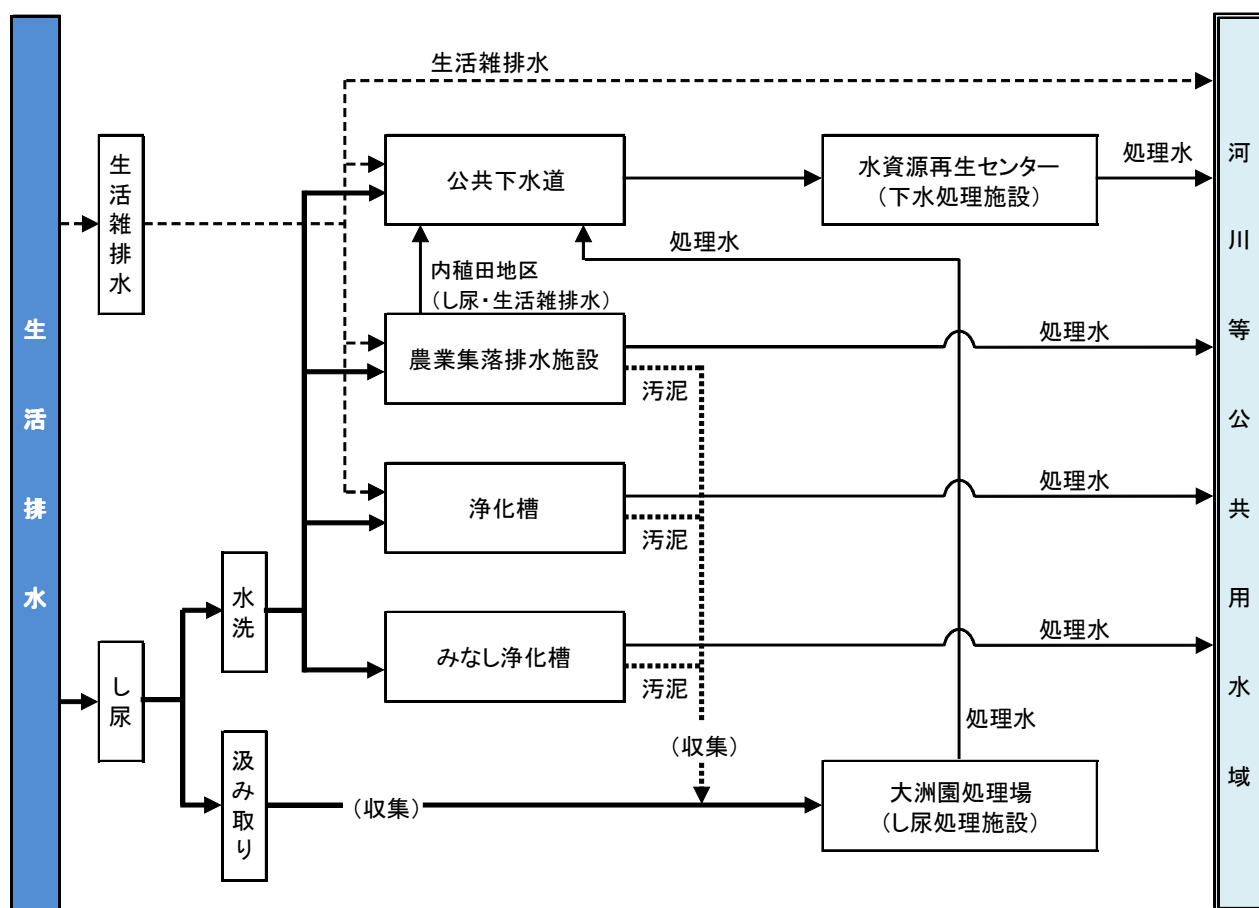 生活排水
生活雑排水
し尿
水洗
汲み取り
（収集）
生活雑排水
公共下水道
内稲田地区
（し尿・生活雑排水）
農業集落排水施設
汚泥
浄化槽
汚泥
みなし浄化槽
汚泥
（収集）
水資源再生センター
（下水処理施設）
処理水
処理水
処理水
処理水
処理水
処理水
大洲園処理場
（し尿処理施設）
河川等公共用水域